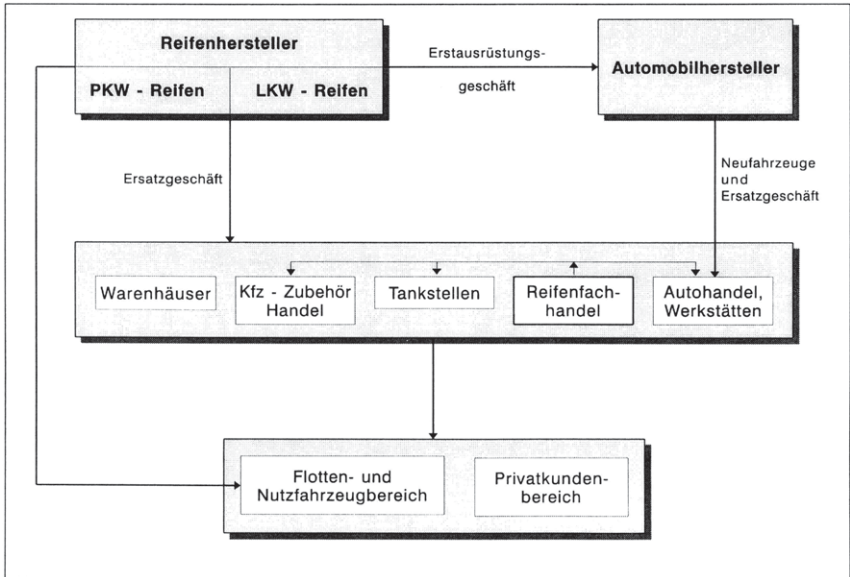 Reifenhersteller
PKW - Reifen
LKW - Reifen
Erstausrüstungs-
geschäft
Automobilhersteller
Ersatzgeschäft
Neufahrzeuge
und
Ersatzgeschäft
Warenhäuser
Kfz - Zubehör
Handel
Tankstellen
Reifenfach-
handel
Autohandel,
Werkstätten
Flotten- und
Nutzfahrzeugbereich
Privatkunden-
bereich